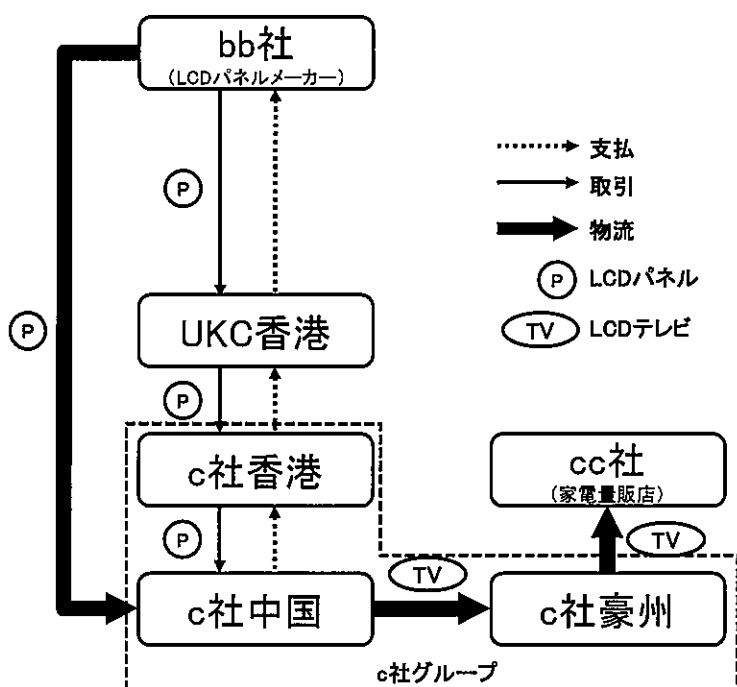 bb社
(LCDパネルメーカー)
支払
P
取引
物流
P
LCDパネル
P
UKC香港
TV
LCDテレビ
P
c社香港
cc社
(家電量販店)
P
TV
TV
c社中国
c社豪州
c社グループ